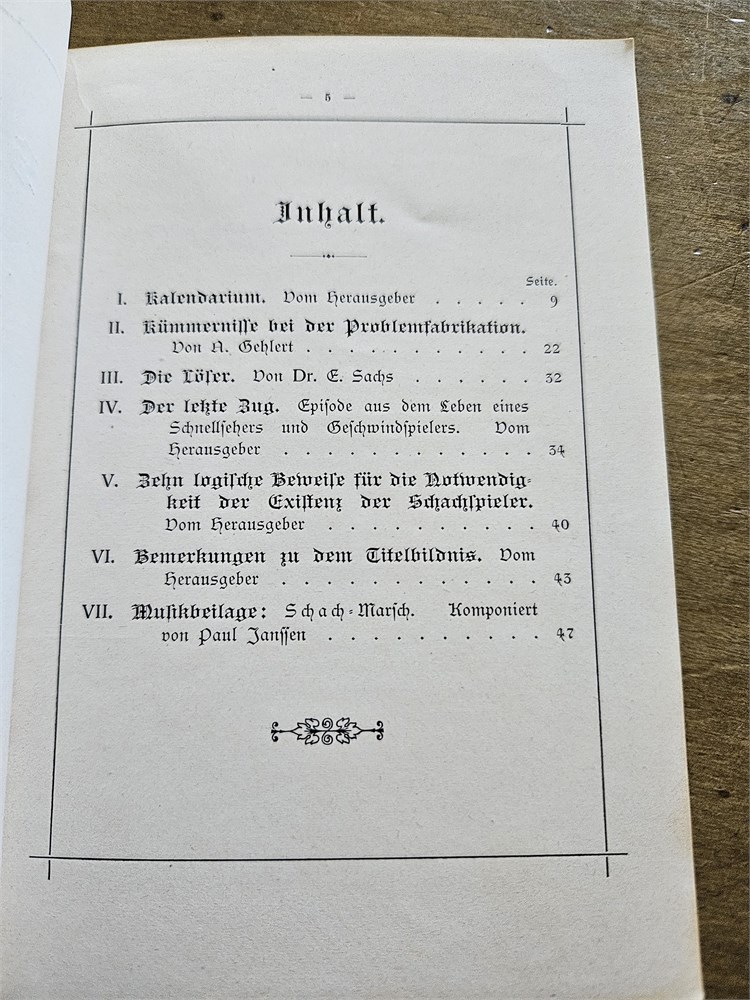 — 5 —
Inhalt.
Seite.
I. Kalendarium. Vom Herausgeber . . . . . 9
II. Kümmernisse bei der Problemfabrikation.
Von A. Gehlert . . . . . . . . . . . 22
III. Die Löser. Von Dr. E. Sachs . . . . . . 32
IV. Der letzte Zug. Episode aus dem Leben eines
Schnellsehers und Geschwindspielers. Vom
Herausgeber . . . . . . . . . . . . 34
V. Zehn logische Beweise für die Notwendig-
keit der Existenz der Schachspieler.
Vom Herausgeber . . . . . . . . . . 40
VI. Bemerkungen zu dem Titelbildnis. Vom
Herausgeber . . . . . . . . . . . . 43
VII. Musikbeilage: Schach-Marsch. Komponiert
von Paul Janssen . . . . . . . . . . 47